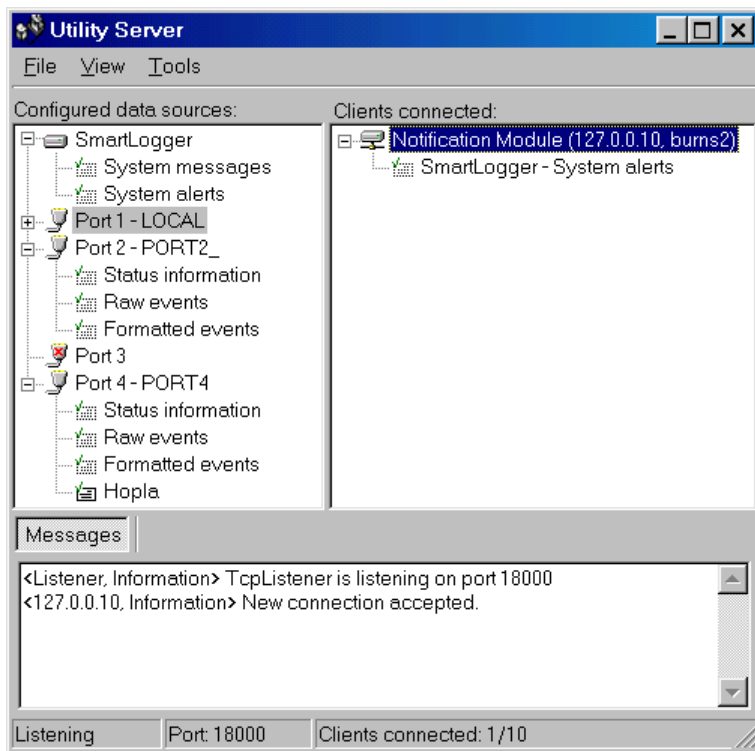 Utility Server
File View Tools
Configured data sources:
SmartLogger
System messages
System alerts
Port 1 - LOCAL
Port 2 - PORT2_
Status information
Raw events
Formatted events
Port 3
Port 4 - PORT4
Status information
Raw events
Formatted events
Hopla
Clients connected:
Notification Module (127.0.0.10, burns2)
SmartLogger - System alerts
Messages
<Listener, Information> TcpListener is listening on port 18000
<127.0.0.10, Information> New connection accepted.
Listening Port: 18000 Clients connected: 1/10